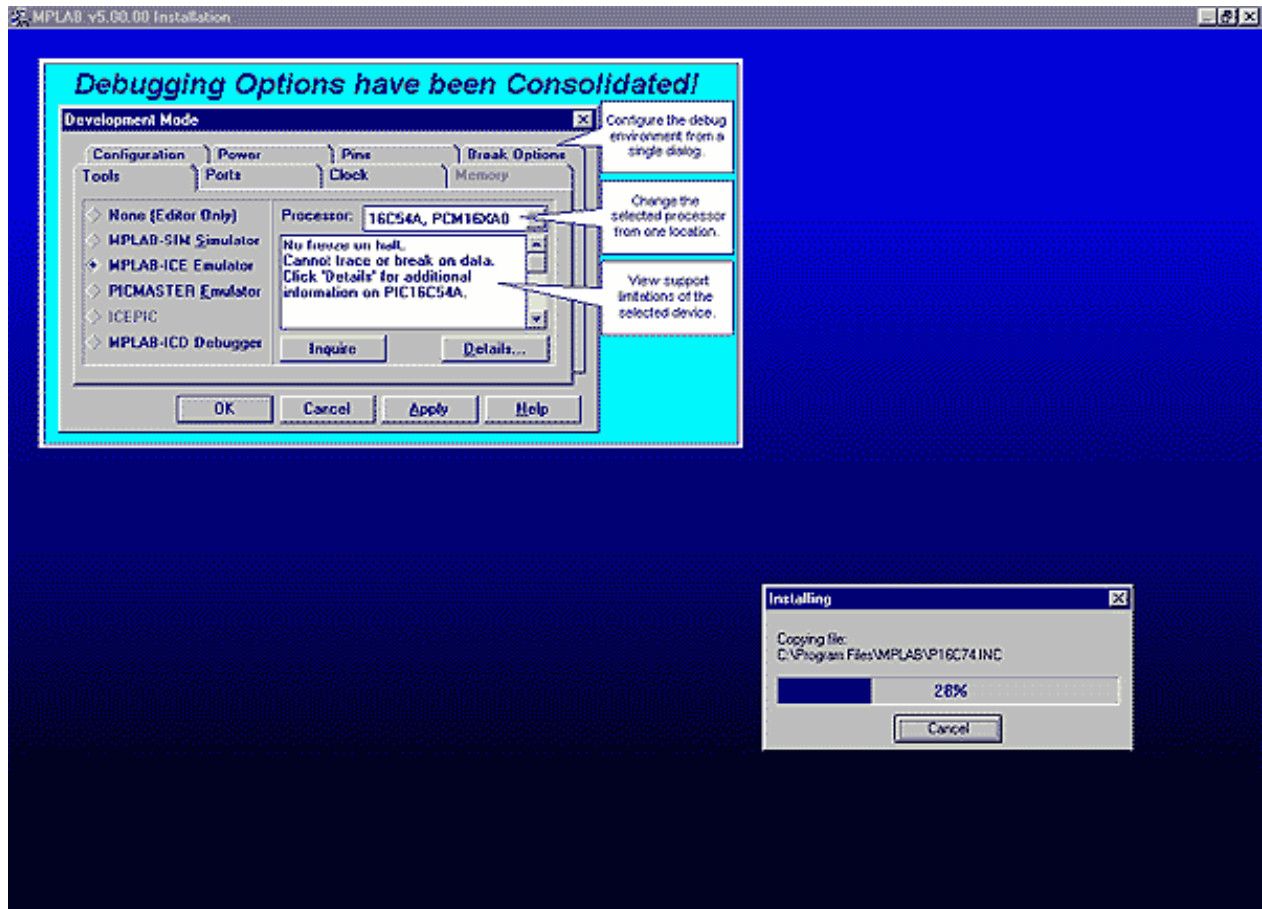 MPLAB v5.00.00 Installation
Debugging Options have been Consolidated!
Development Mode
Configuration Power Pins Break Options
Tools Ports Clock Memory
None (Editor Only)
MPLAB-SIM Simulator
MPLAB-ICE Emulator
PICMASTER Emulator
ICEPIC
MPLAB-ICD Debugger
Processor: 16C54A, PCM16XA0
No freeze on halt.
Cannot trace or break on data.
Click "Details" for additional
information on PIC16C54A.
Inquire Details...
OK Cancel Apply Help
Configure the debug
environment from a
single dialog.
Change the
selected processor
from one location.
View support
limitations of the
selected device.
Installing
Copying file:
C:\Program Files\MPLAB\P16C74.INC
28%
Cancel